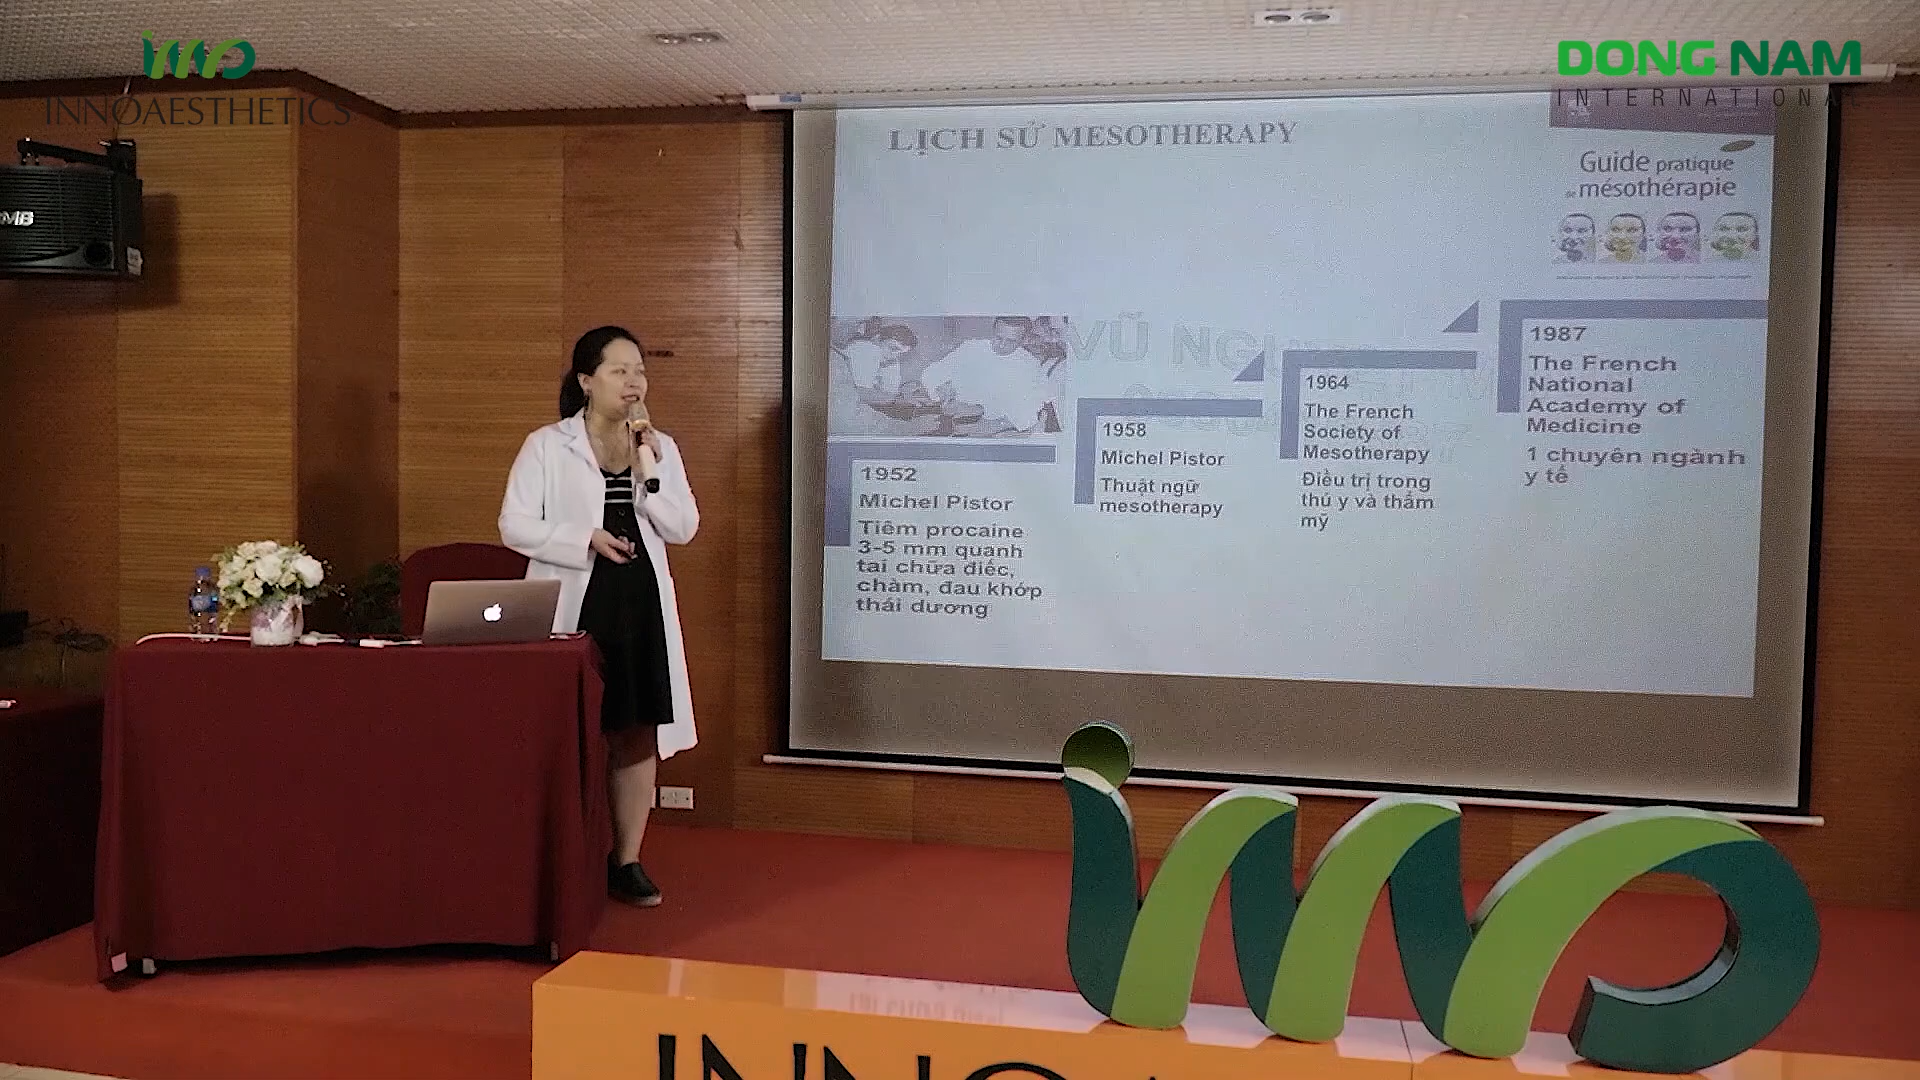 INNOAESTHETICS
DONG NAM
INTERNATIONAL
LỊCH SỬ MESOTHERAPY
Guide pratique
de mésothérapie
VŨ
1952
Michel Pistor
Tiêm procaine
3-5 mm quanh
tai chữa điếc,
chàm, đau khớp
thái dương
1958
Michel Pistor
Thuật ngữ
mesotherapy
1964
The French
Society of
Mesotherapy
Điều trị trong
thú y và thẩm
mỹ
1987
The French
National
Academy of
Medicine
1 chuyên ngành
y tế